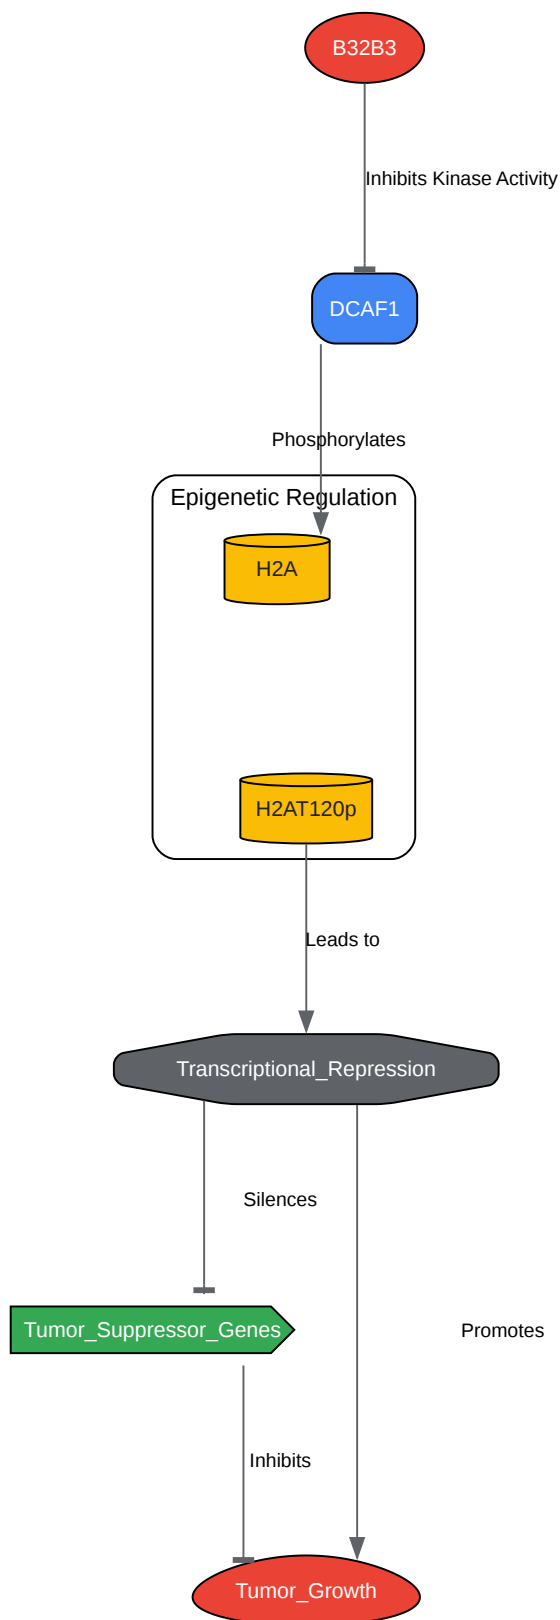 B32B3
Inhibits Kinase Activity
DCAF1
Phosphorylates
Epigenetic Regulation
H2A
H2AT120p
Leads to
Transcriptional_Repression
Silences
Tumor_Suppressor_Genes
Promotes
Inhibits
Tumor_Growth